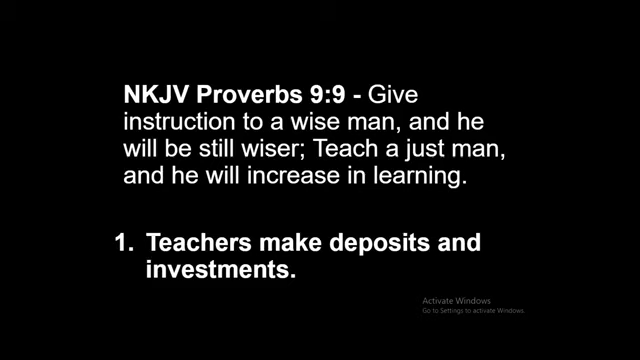 NKJV Proverbs 9:9 - Give
instruction to a wise man, and he
will be still wiser; Teach a just man,
and he will increase in learning.
1. Teachers make deposits and
investments.
Activate Windows
Go to Settings to activate Windows.